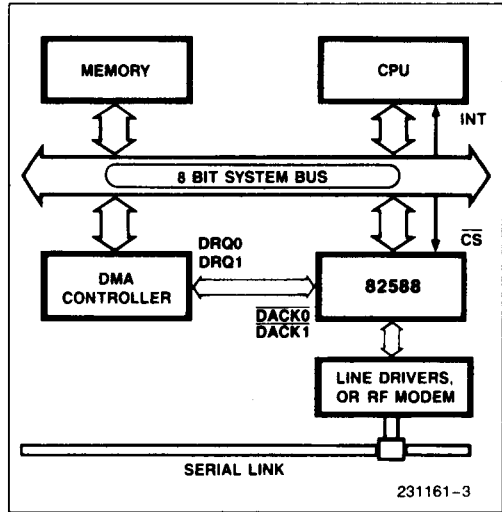 MEMORY
CPU
INT
8 BIT SYSTEM BUS
DRQ0
DRQ1
CS
DMA
CONTROLLER
82588
DACK0
DACK1
LINE DRIVERS,
OR RF MODEM
SERIAL LINK
231161-3